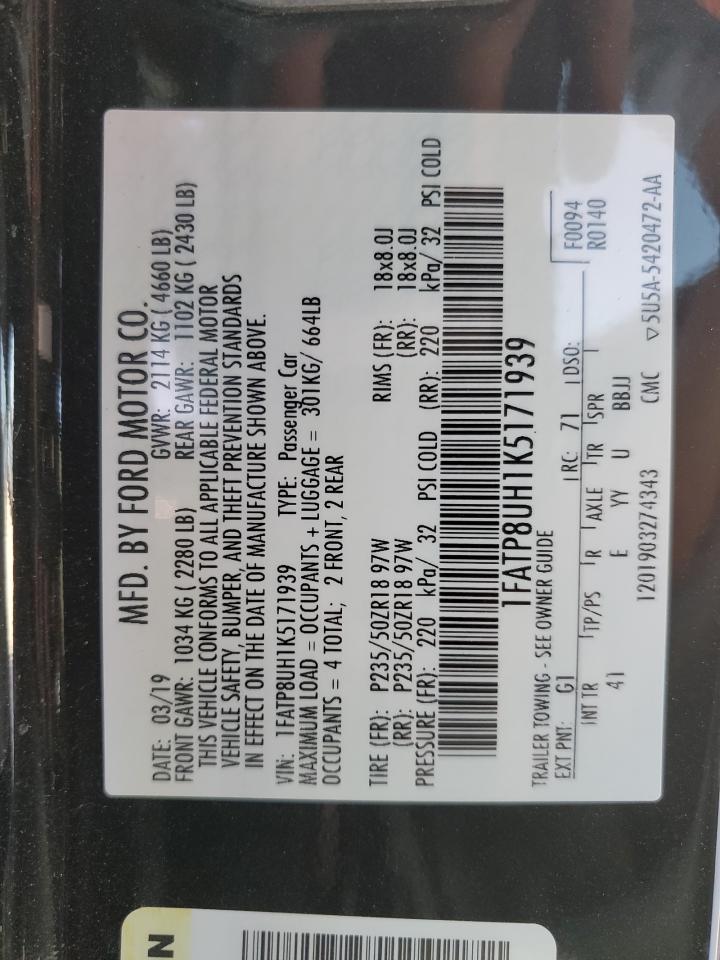 MFD. BY FORD MOTOR CO.
DATE: 03/19 GVWR: 2114 KG ( 4660 LB)
FRONT GAWR: 1034 KG ( 2280 LB) REAR GAWR: 1102 KG ( 2430 LB)
THIS VEHICLE CONFORMS TO ALL APPLICABLE FEDERAL MOTOR
VEHICLE SAFETY, BUMPER, AND THEFT PREVENTION STANDARDS
IN EFFECT ON THE DATE OF MANUFACTURE SHOWN ABOVE.
VIN: 1FATP8UH1K5171939 TYPE: Passenger Car
MAXIMUM LOAD = OCCUPANTS + LUGGAGE = 301KG/ 664LB
OCCUPANTS = 4 TOTAL; 2 FRONT, 2 REAR
TIRE (FR): P235/50ZR18 97W RIMS (FR): 18x8.0J
(RR): P235/50ZR18 97W (RR): 18x8.0J
PRESSURE (FR): 220 kPa/ 32 PSI COLD (RR): 220 kPa/ 32 PSI COLD
1FATP8UH1K5171939
TRAILER TOWING - SEE OWNER GUIDE
F0094
EXT PNT: G1 RC: 71 DSO: R0140
INT TR TP/PS R AXLE TR SPR
41 E YY U BBJJ
1201903274343 CMC ▽ 5U5A-5420472-AA
N